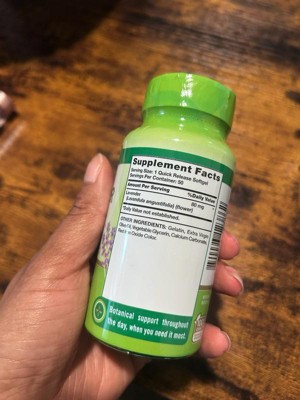 Supplement Facts
Serving Size: 1 Quick Release Softgel
Servings Per Container: 50
Amount Per Serving %Daily Value
Lavender
(Lavandula angustifolia) (flower) 80 mg*
*Daily Value not established.
OTHER INGREDIENTS: Gelatin, Extra Virgin
Olive Oil, Vegetable Glycerin, Calcium Carbonate,
Oxide Color.
Botanical support throughout
the day, when you need it most.